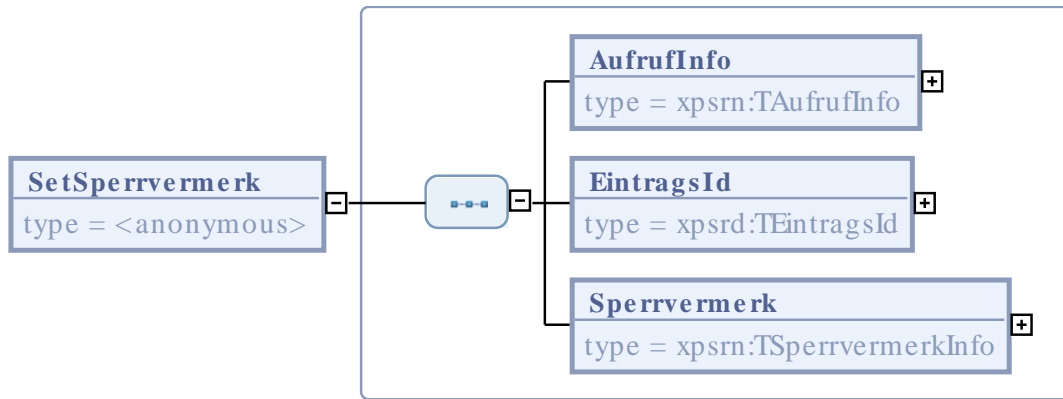 AufrufInfo
type = xpsrn:TAufrufInfo
SetSperrvermerk
type = <anonymous>
EintragsId
type = xpsrd:TEintragsId
Sperrvermerk
type = xpsrn:TSperrvermerkInfo